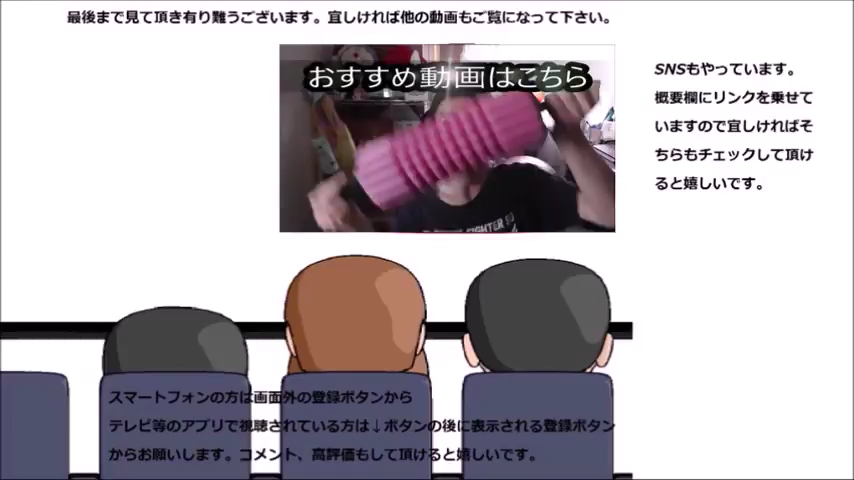 最後まで見て頂き有り難うございます。宜しければ他の動画もご覧になって下さい。
おすすめ動画はこちら
SNSもやっています。
概要欄にリンクを乗せて
いますので宜しければそ
ちらもチェックして頂け
ると嬉しいです。
スマートフォンの方は画面外の登録ボタンから
テレビ等のアプリで視聴されている方は↓ボタンの後に表示される登録ボタン
からお願いします。コメント、高評価もして頂けると嬉しいです。